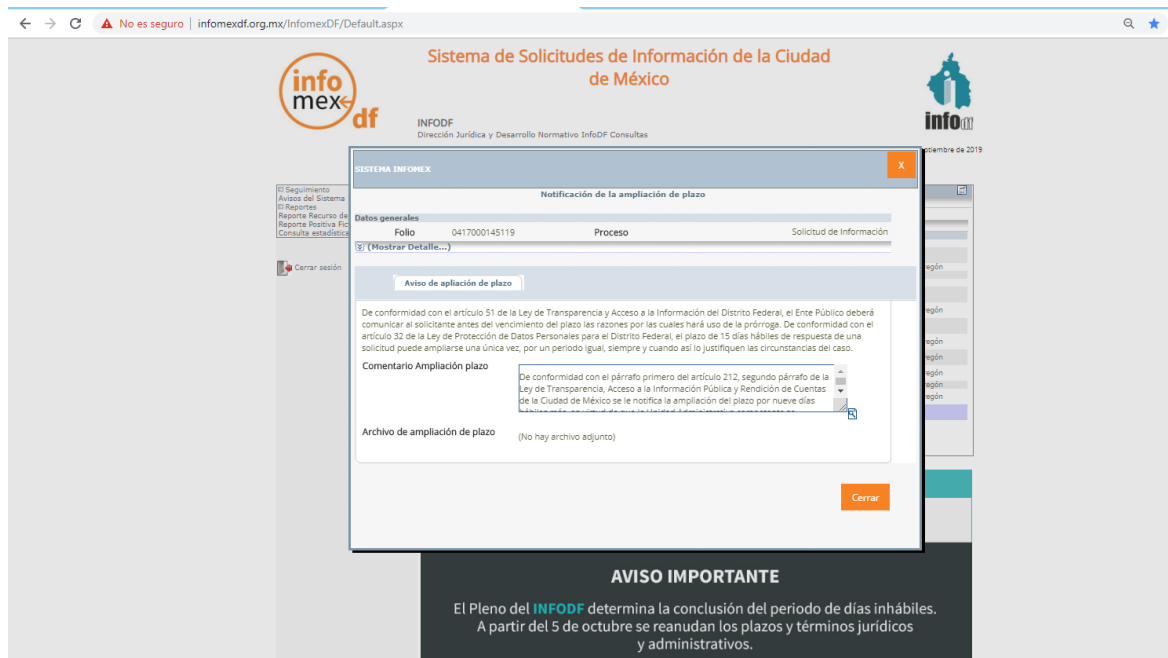 No es seguro | infomexdf.org.mx/InfomexDF/Default.aspx
info
mex
df
Sistema de Solicitudes de Información de la Ciudad
de México
INFODF
Dirección Jurídica y Desarrollo Normativo InfoDF Consultas
info df
de 2019
Seguimiento
Avisos del Sistema
Reportes
Reporte Recurso de
Reporte Positiva
Consulta estadística
Cerrar sesión
SISTEMA INFOMEX
X
Notificación de la ampliación de plazo
Datos generales
Folio 0417000145119 Proceso Solicitud de Información
(Mostrar Detalle...)
Aviso de apliación de plazo
De conformidad con el artículo 51 de la Ley de Transparencia y Acceso a la Información del Distrito Federal, el Ente Público deberá
comunicar al solicitante antes del vencimiento del plazo las razones por las cuales hará uso de la prórroga. De conformidad con el
artículo 32 de la Ley de Protección de Datos Personales para el Distrito Federal, el plazo de 15 días hábiles de respuesta de una
solicitud puede ampliarse una única vez, por un periodo igual, siempre y cuando así lo justifiquen las circunstancias del caso.
Comentario Ampliación plazo
De conformidad con el párrafo primero del artículo 212, segundo párrafo de la
Ley de Transparencia, Acceso a la Información Pública y Rendición de Cuentas
de la Ciudad de México se le notifica la ampliación del plazo por nueve días
Archivo de ampliación de plazo
(No hay archivo adjunto)
Cerrar
AVISO IMPORTANTE
El Pleno del INFODF determina la conclusión del periodo de días inhábiles.
A partir del 5 de octubre se reanudan los plazos y términos jurídicos
y administrativos.